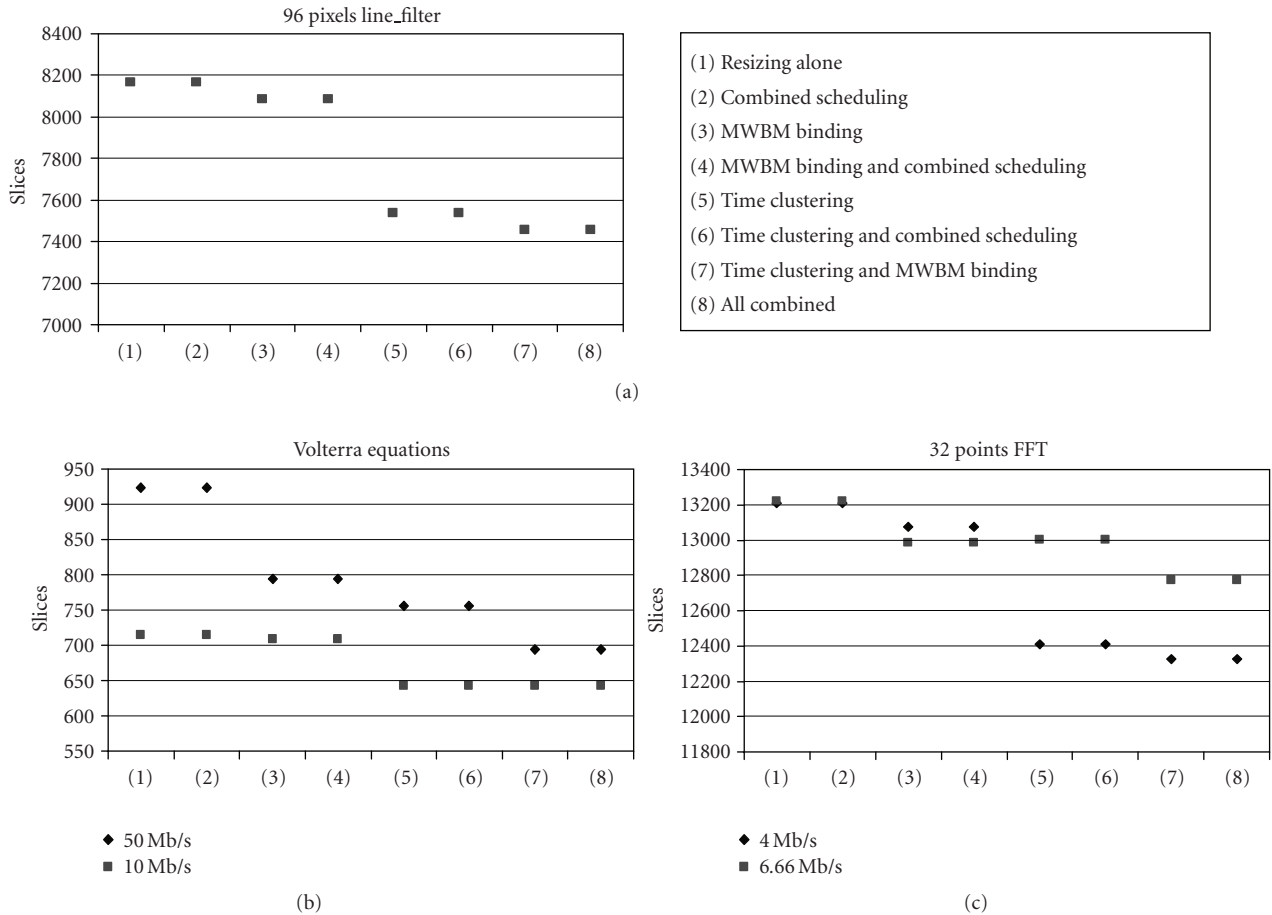 96 pixels line_filter
8400
8200
8000
7800
7600
7400
7200
7000
Slices
(1) (2) (3) (4) (5) (6) (7) (8)
(1) Resizing alone
(2) Combined scheduling
(3) MWBM binding
(4) MWBM binding and combined scheduling
(5) Time clustering
(6) Time clustering and combined scheduling
(7) Time clustering and MWBM binding
(8) All combined
(a)
Volterra equations
950
900
850
800
750
700
650
600
550
Slices
(1) (2) (3) (4) (5) (6) (7) (8)
50 Mb/s
10 Mb/s
(b)
32 points FFT
13400
13200
13000
12800
12600
12400
12200
12000
11800
Slices
(1) (2) (3) (4) (5) (6) (7) (8)
4 Mb/s
6.66 Mb/s
(c)